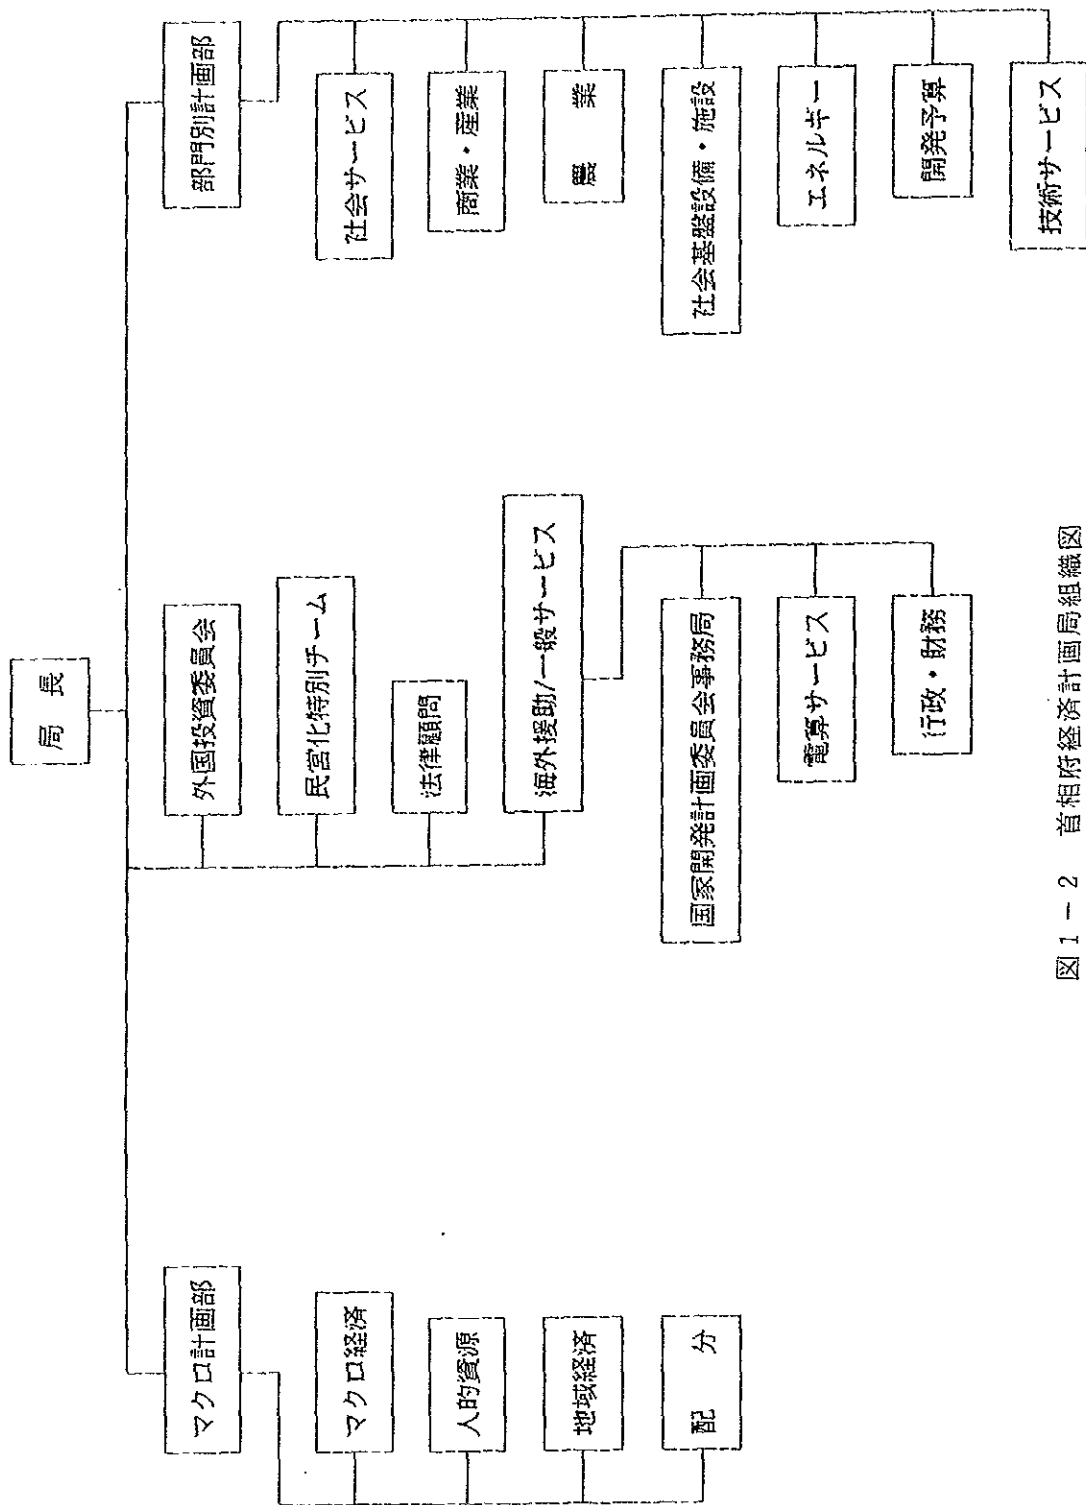 局 長
マクロ計画部
マクロ経済
人的資源
地域経済
配 分
外国投資委員会
民営化特別チーム
法律顧問
海外援助/一般サービス
国家開発計画委員会事務局
電算サービス
行政・財務
部門別計画部
社会サービス
商業・産業
農 業
社会基盤設備・施設
エネルギー
開発予算
技術サービス
図1-2 首相府経済計画局組織図